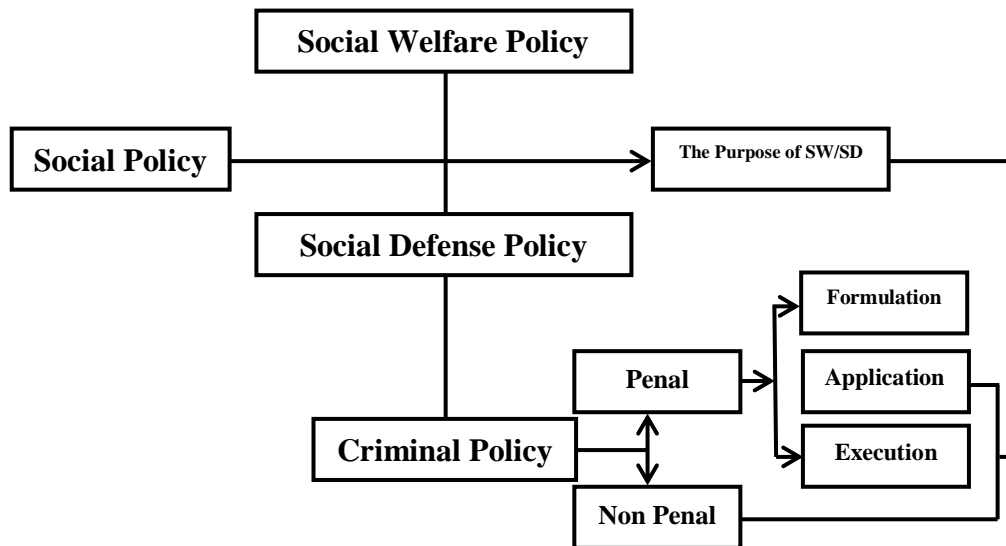 Social Welfare Policy
Social Policy
The Purpose of SW/SD
Social Defense Policy
Formulation
Penal
Application
Criminal Policy
Execution
Non Penal